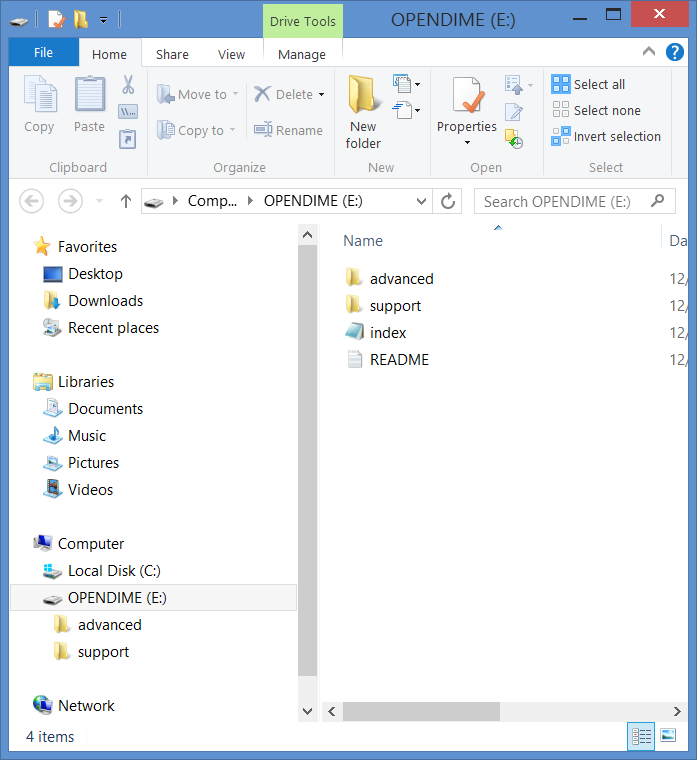 Drive Tools
OPENDIME (E:)
File
Home
Share
View
Manage
Copy
Paste
Clipboard
Move to
Copy to
Delete
Rename
Organize
New
folder
New
Properties
Open
Select all
Select none
Invert selection
Select
Comp...
OPENDIME (E:)
Search OPENDIME (E:)
Favorites
Desktop
Downloads
Recent places
Libraries
Documents
Music
Pictures
Videos
Computer
Local Disk (C:)
OPENDIME (E:)
advanced
support
Network
Name
Da
advanced
12/
support
12/
index
12/
README
12/
4 items